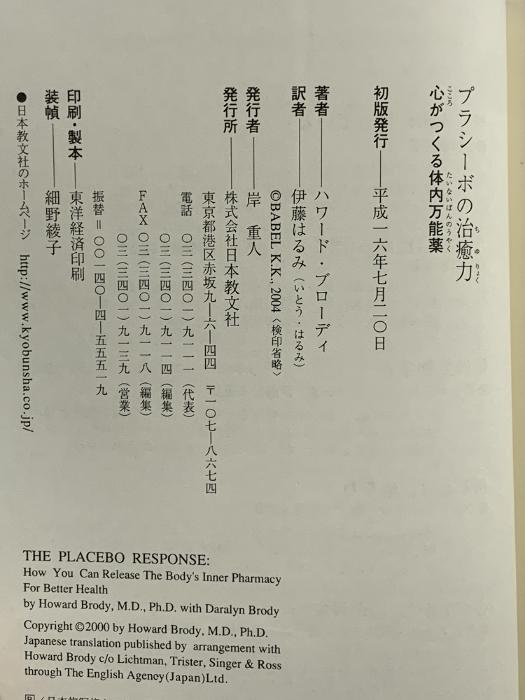 プラシーボの治癒力
心がつくる体内万能薬
初版発行――平成一六年七月二〇日
著者――ハワード・ブローディ
訳者――伊藤はるみ（いとう・はるみ）
©BABEL K.K., 2004〈検印省略〉
発行者――岸 重人
発行所――株式会社日本教文社
東京都港区赤坂九―六―四四 〒一〇七―八六七四
電話 〇三（三四〇一）九一一一（代表）
〇三（三四〇一）九一一四（編集）
FAX 〇三（三四〇一）九一一八（編集）
〇三（三四〇一）九一三九（営業）
振替＝〇〇一四〇―四―五五五一九
印刷・製本――東洋経済印刷
装幀――細野綾子
●日本教文社のホームページ http://www.kyobunsha.co.jp/
THE PLACEBO RESPONSE:
How You Can Release The Body's Inner Pharmacy
For Better Health
by Howard Brody, M.D., Ph.D. with Daralyn Brody
Copyright ©2000 by Howard Brody, M.D., Ph.D.
Japanese translation published by arrangement with
Howard Brody c/o Lichtman, Trister, Singer & Ross
through The English Agency(Japan)Ltd.